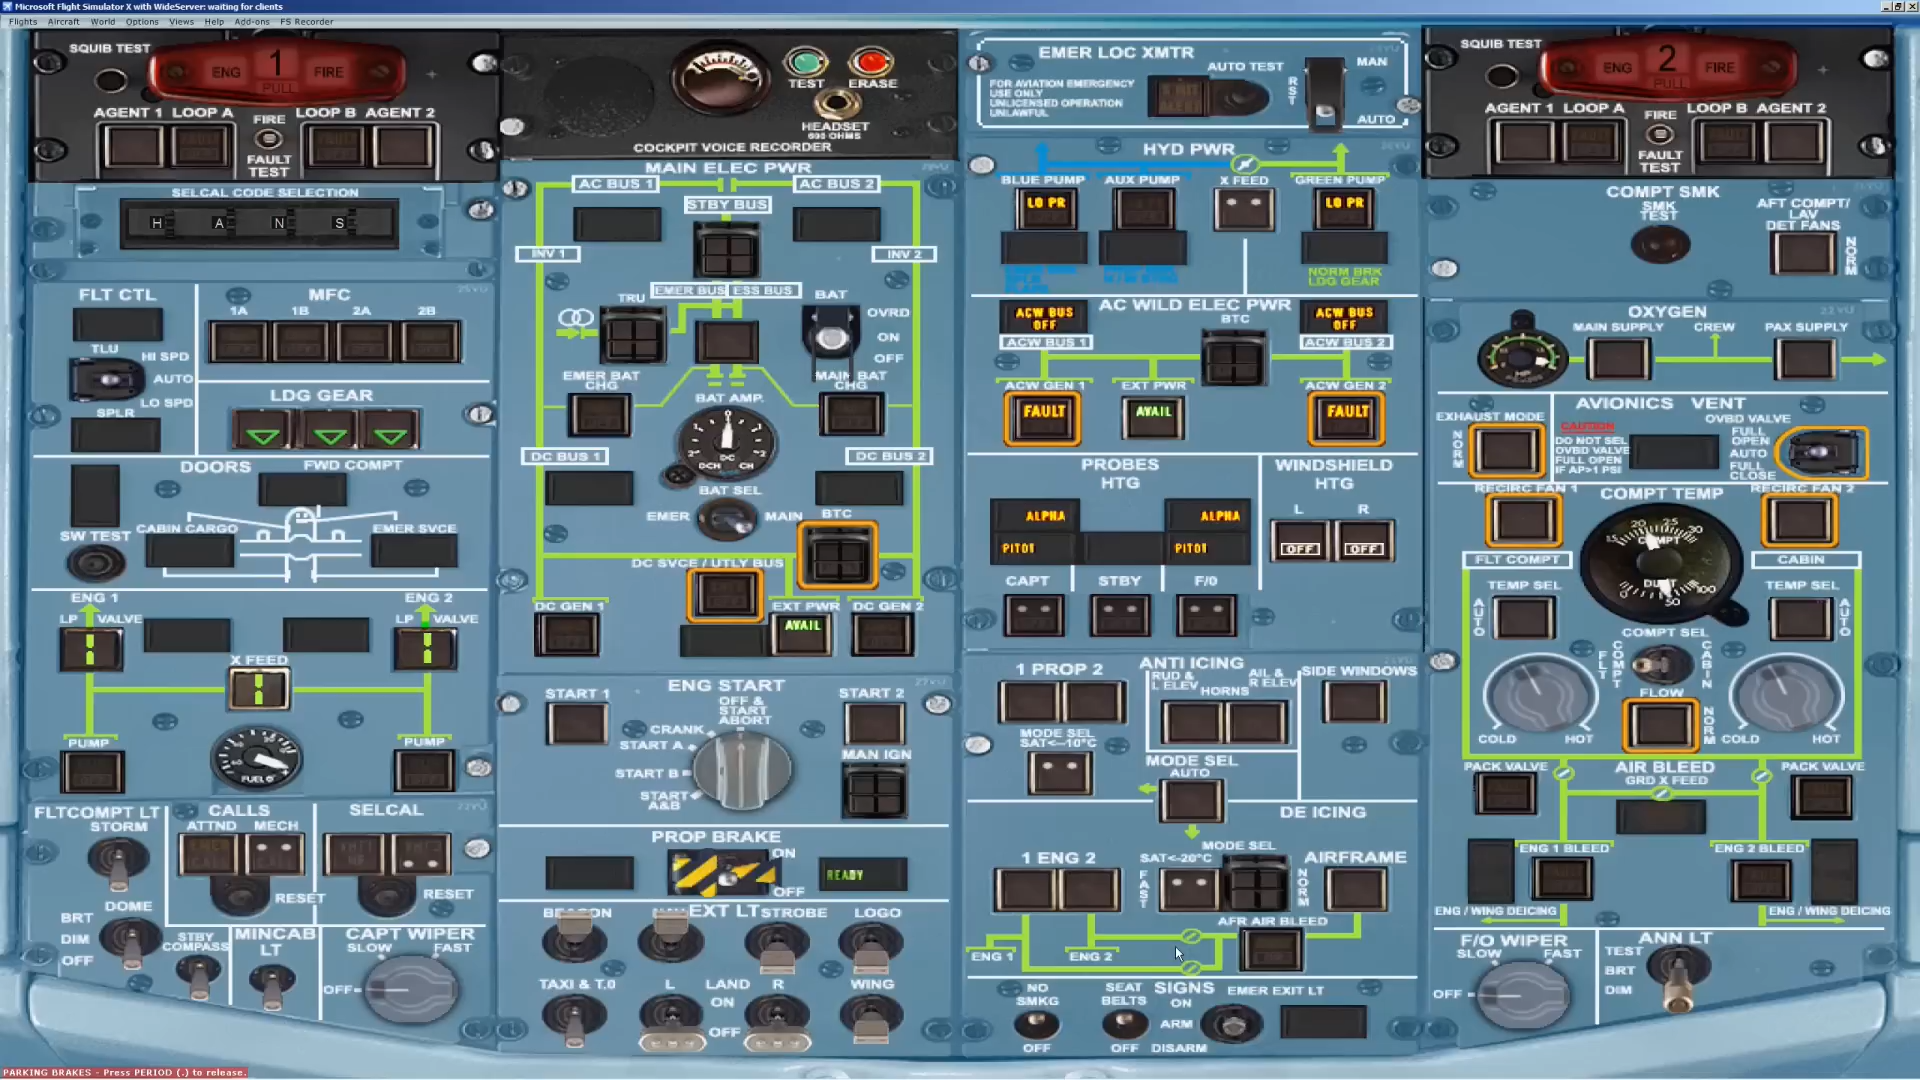 Microsoft Flight Simulator X with WideServer: waiting for clients
Flights Aircraft World Options Views Help Add-ons FS Recorder
SQUIB TEST
ENG 1 FIRE
PULL
AGENT 1 LOOP A
FIRE
FAULT
TEST
LOOP B AGENT 2
SELCAL CODE SELECTION
H A N S
FLT CTL
TLU
HI SPD
AUTO
LO SPD
SPLR
MFC
25VU
1A 1B 2A 2B
LDG GEAR
DOORS
FWD COMPT
SW TEST
CABIN CARGO
EMER SVCE
ENG 1
LP VALVE
ENG 2
LP VALVE
X FEED
PUMP
FUEL
PUMP
FLTCOMPT LT
STORM
DOME
BRT
DIM
OFF
CALLS
ATTND MECH
RESET
SELCAL
RESET
STBY
COMPASS
MINCAB
LT
CAPT WIPER
SLOW FAST
OFF
TEST
ERASE
HEADSET
600 OHMS
COCKPIT VOICE RECORDER
MAIN ELEC PWR
AC BUS 1
AC BUS 2
STBY BUS
INV 1
INV 2
EMER BUS ESS BUS
TRU
BAT
OVRD
ON
OFF
EMER BAT
CHG
MAIN BAT
CHG
BAT AMP.
DC
DCH CH
DC BUS 1
DC BUS 2
BAT SEL
EMER MAIN
BTC
DC SVCE / UTLY BUS
DC GEN 1
EXT PWR
AVAIL
DC GEN 2
ENG START
27VU
START 1
OFF &
START
ABORT
CRANK
START A
START B
START
A&B
START 2
MAN IGN
PROP BRAKE
ON
OFF
READY
EXT LT
BEACON
STROBE
LOGO
TAXI & T.O
L LAND R
ON
OFF
WING
EMER LOC XMTR
FOR AVIATION EMERGENCY
USE ONLY
UNLICENSED OPERATION
UNLAWFUL
AUTO TEST
RST
MAN
AUTO
HYD PWR
BLUE PUMP
AUX PUMP
X FEED
GREEN PUMP
LO PR
LO PR
NORM BRK
LDG GEAR
AC WILD ELEC PWR
ACW BUS
OFF
BTC
ACW BUS
OFF
ACW BUS 1
ACW BUS 2
ACW GEN 1
FAULT
EXT PWR
AVAIL
ACW GEN 2
FAULT
PROBES
HTG
ALPHA
PITOT
ALPHA
PITOT
CAPT STBY F/O
WINDSHIELD
HTG
L R
OFF OFF
1 PROP 2
MODE SEL
SAT<-10°C
ANTI ICING
RUD &
L ELEV
HORNS
AIL &
R ELEV
SIDE WINDOWS
MODE SEL
AUTO
DE ICING
1 ENG 2
MODE SEL
SAT<-20°C
FAST
NORM
AIRFRAME
AFR AIR BLEED
ENG 1
ENG 2
NO
SMKG
OFF
SEAT
BELTS
OFF
SIGNS
ON
ARM
DISARM
EMER EXIT LT
SQUIB TEST
ENG 2 FIRE
PULL
AGENT 1 LOOP A
FIRE
FAULT
TEST
LOOP B AGENT 2
COMPT SMK
SMK
TEST
AFT COMPT/
LAV
DET FANS
NORM
OXYGEN
22VU
MAIN SUPPLY
CREW
PAX SUPPLY
AVIONICS VENT
EXHAUST MODE
NORM
CAUTION
DO NOT SEL
OVBD VALVE
FULL OPEN
IF ΔP>1 PSI
OVBD VALVE
FULL
OPEN
AUTO
FULL
CLOSE
RECIRC FAN 1
COMPT TEMP
RECIRC FAN 2
20 25 30
COMPT
DUCT
50 100
FLT COMPT
CABIN
TEMP SEL
AUTO
TEMP SEL
AUTO
COMPT SEL
FLT COMPT
CABIN
FLOW
NORM
COLD HOT
COLD HOT
PACK VALVE
AIR BLEED
GRD X FEED
PACK VALVE
ENG 1 BLEED
ENG 2 BLEED
ENG / WING DEICING
ENG / WING DEICING
F/O WIPER
SLOW FAST
OFF
ANN LT
TEST
BRT
DIM
PARKING BRAKES - Press PERIOD (.) to release.